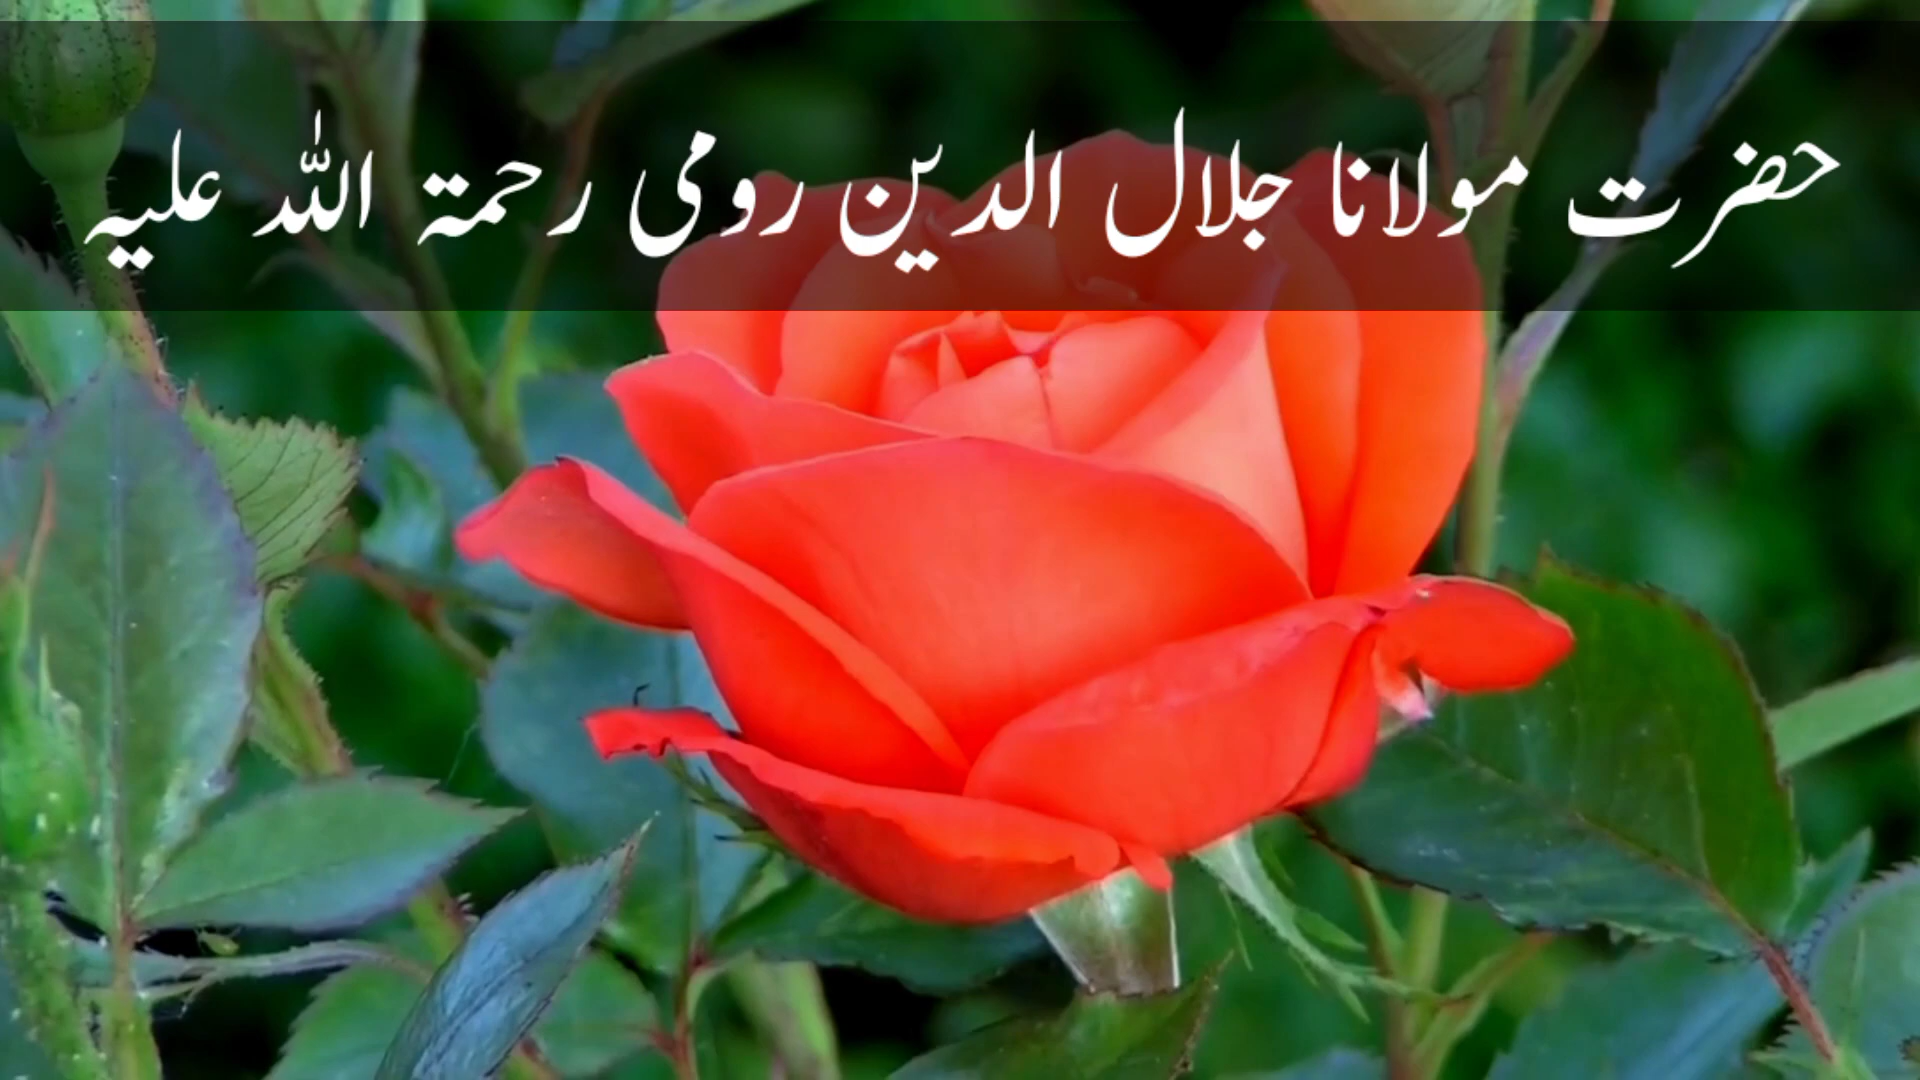 حضرت مولانا جلال الدین رومی رحمۃ اللہ علیہ